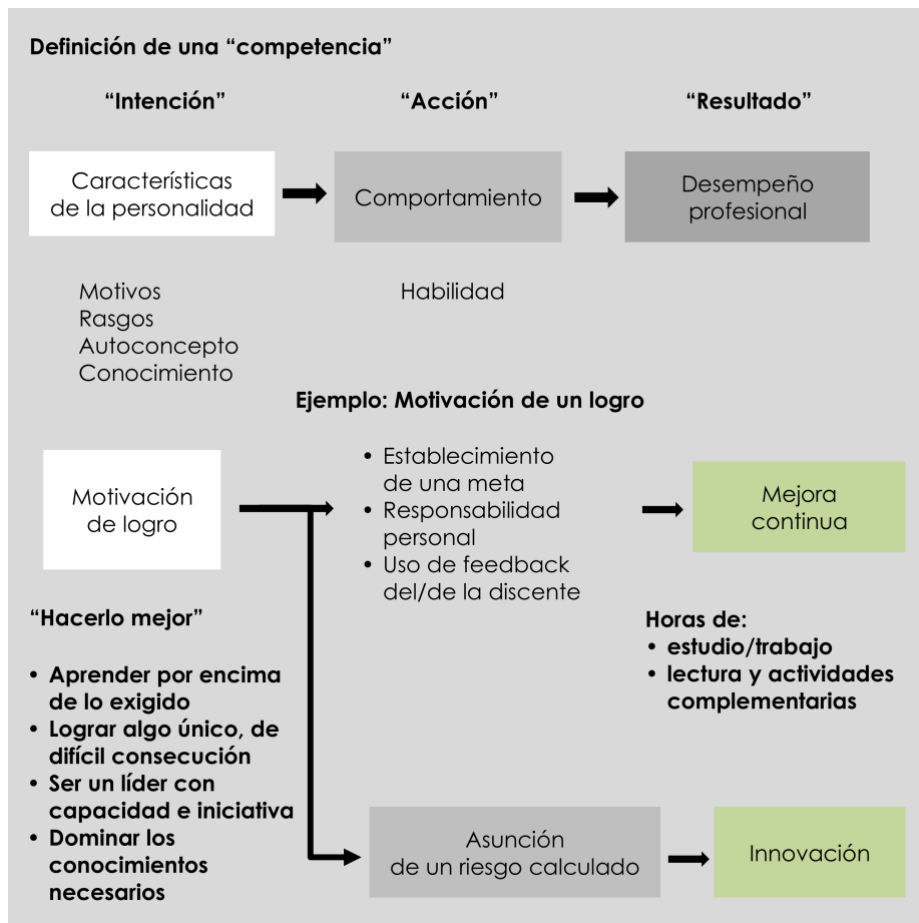 Definición de una “competencia”
“Intención”
“Acción”
“Resultado”
Características
de la personalidad
Comportamiento
Desempeño
profesional
Motivos
Rasgos
Autoconcepto
Conocimiento
Habilidad
Ejemplo: Motivación de un logro
Motivación
de logro
• Establecimiento
de una meta
• Responsabilidad
personal
• Uso de feedback
del/de la discente
Mejora
continua
“Hacerlo mejor”
• Aprender por encima
de lo exigido
• Lograr algo único, de
difícil consecución
• Ser un líder con
capacidad e iniciativa
• Dominar los
conocimientos
necesarios
Horas de:
• estudio/trabajo
• lectura y actividades
complementarias
Asunción
de un riesgo calculado
Innovación